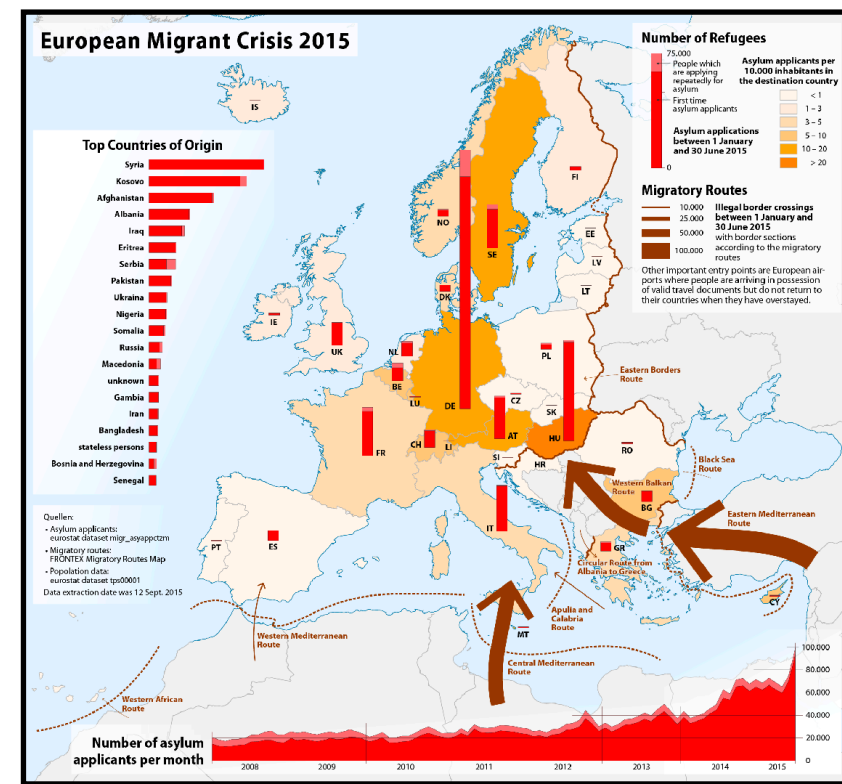 European Migrant Crisis 2015
Number of Refugees
75.000
People which
are applying
repeatedly for
asylum
First time
asylum applicants
Asylum applications
between 1 January
and 30 June 2015
0
Asylum applicants per
10.000 inhabitants in
the destination country
< 1
1 – 3
3 – 5
5 – 10
10 – 20
> 20
Migratory Routes
10.000
25.000
50.000
100.000
Illegal border crossings
between 1 January and
30 June 2015
with border sections
according to the migratory
routes
Other important entry points are European air-
ports where people are arriving in possession
of valid travel documents but do not return to
their countries when they have overstayed.
Top Countries of Origin
Syria
Kosovo
Afghanistan
Albania
Iraq
Eritrea
Serbia
Pakistan
Ukraina
Nigeria
Somalia
Russia
Macedonia
unknown
Gambia
Iran
Bangladesh
stateless persons
Bosnia and Herzegovina
Senegal
Quellen:
• Asylum applicants:
eurostat dataset migr_asyappctzm
• Migratory routes:
FRONTEX Migratory Routes Map
• Popolation data:
eurostat dataset tps00001
Data extraction date was 12 Sept. 2015
IS
FI
NO
SE
EE
LV
LT
DK
IE
UK
NL
BE
LU
DE
PL
CZ
SK
AT
HU
CH
LI
FR
SI
HR
RO
BG
IT
GR
PT
ES
MT
CY
Eastern Borders
Route
Black Sea
Route
Western Balkan
Route
Eastern Mediterranean
Route
Circular Route from
Albania to Greece
Apulia and
Calabria
Route
Central Mediterranean
Route
Western Mediterranean
Route
Western African
Route
Number of asylum
applicants per month
100.000
80.000
60.000
40.000
20.000
0
2008
2009
2010
2011
2012
2013
2014
2015